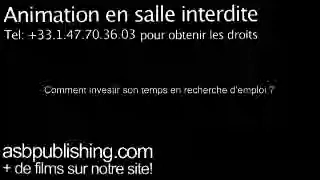 Animation en salle interdite
Tel: +33.1.47.70.36.03 pour obtenir les droits
Comment investir son temps en recherche d'emploi ?
asbpublishing.com
+ de films sur notre site!